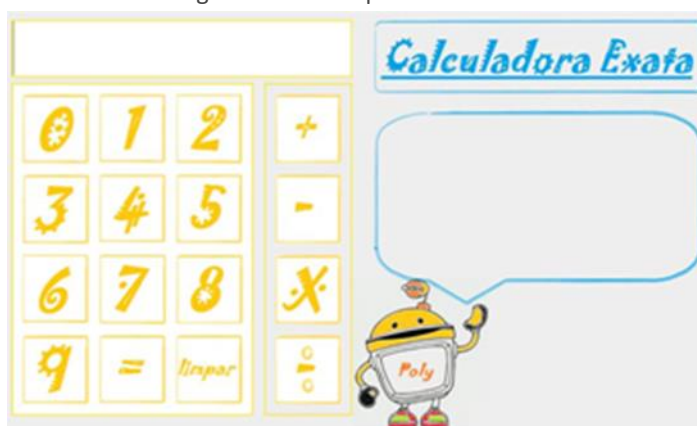 Calculadora Exata
0 1 2 +
3 4 5 -
6 7 8 X
9 = limpar ÷
Poly